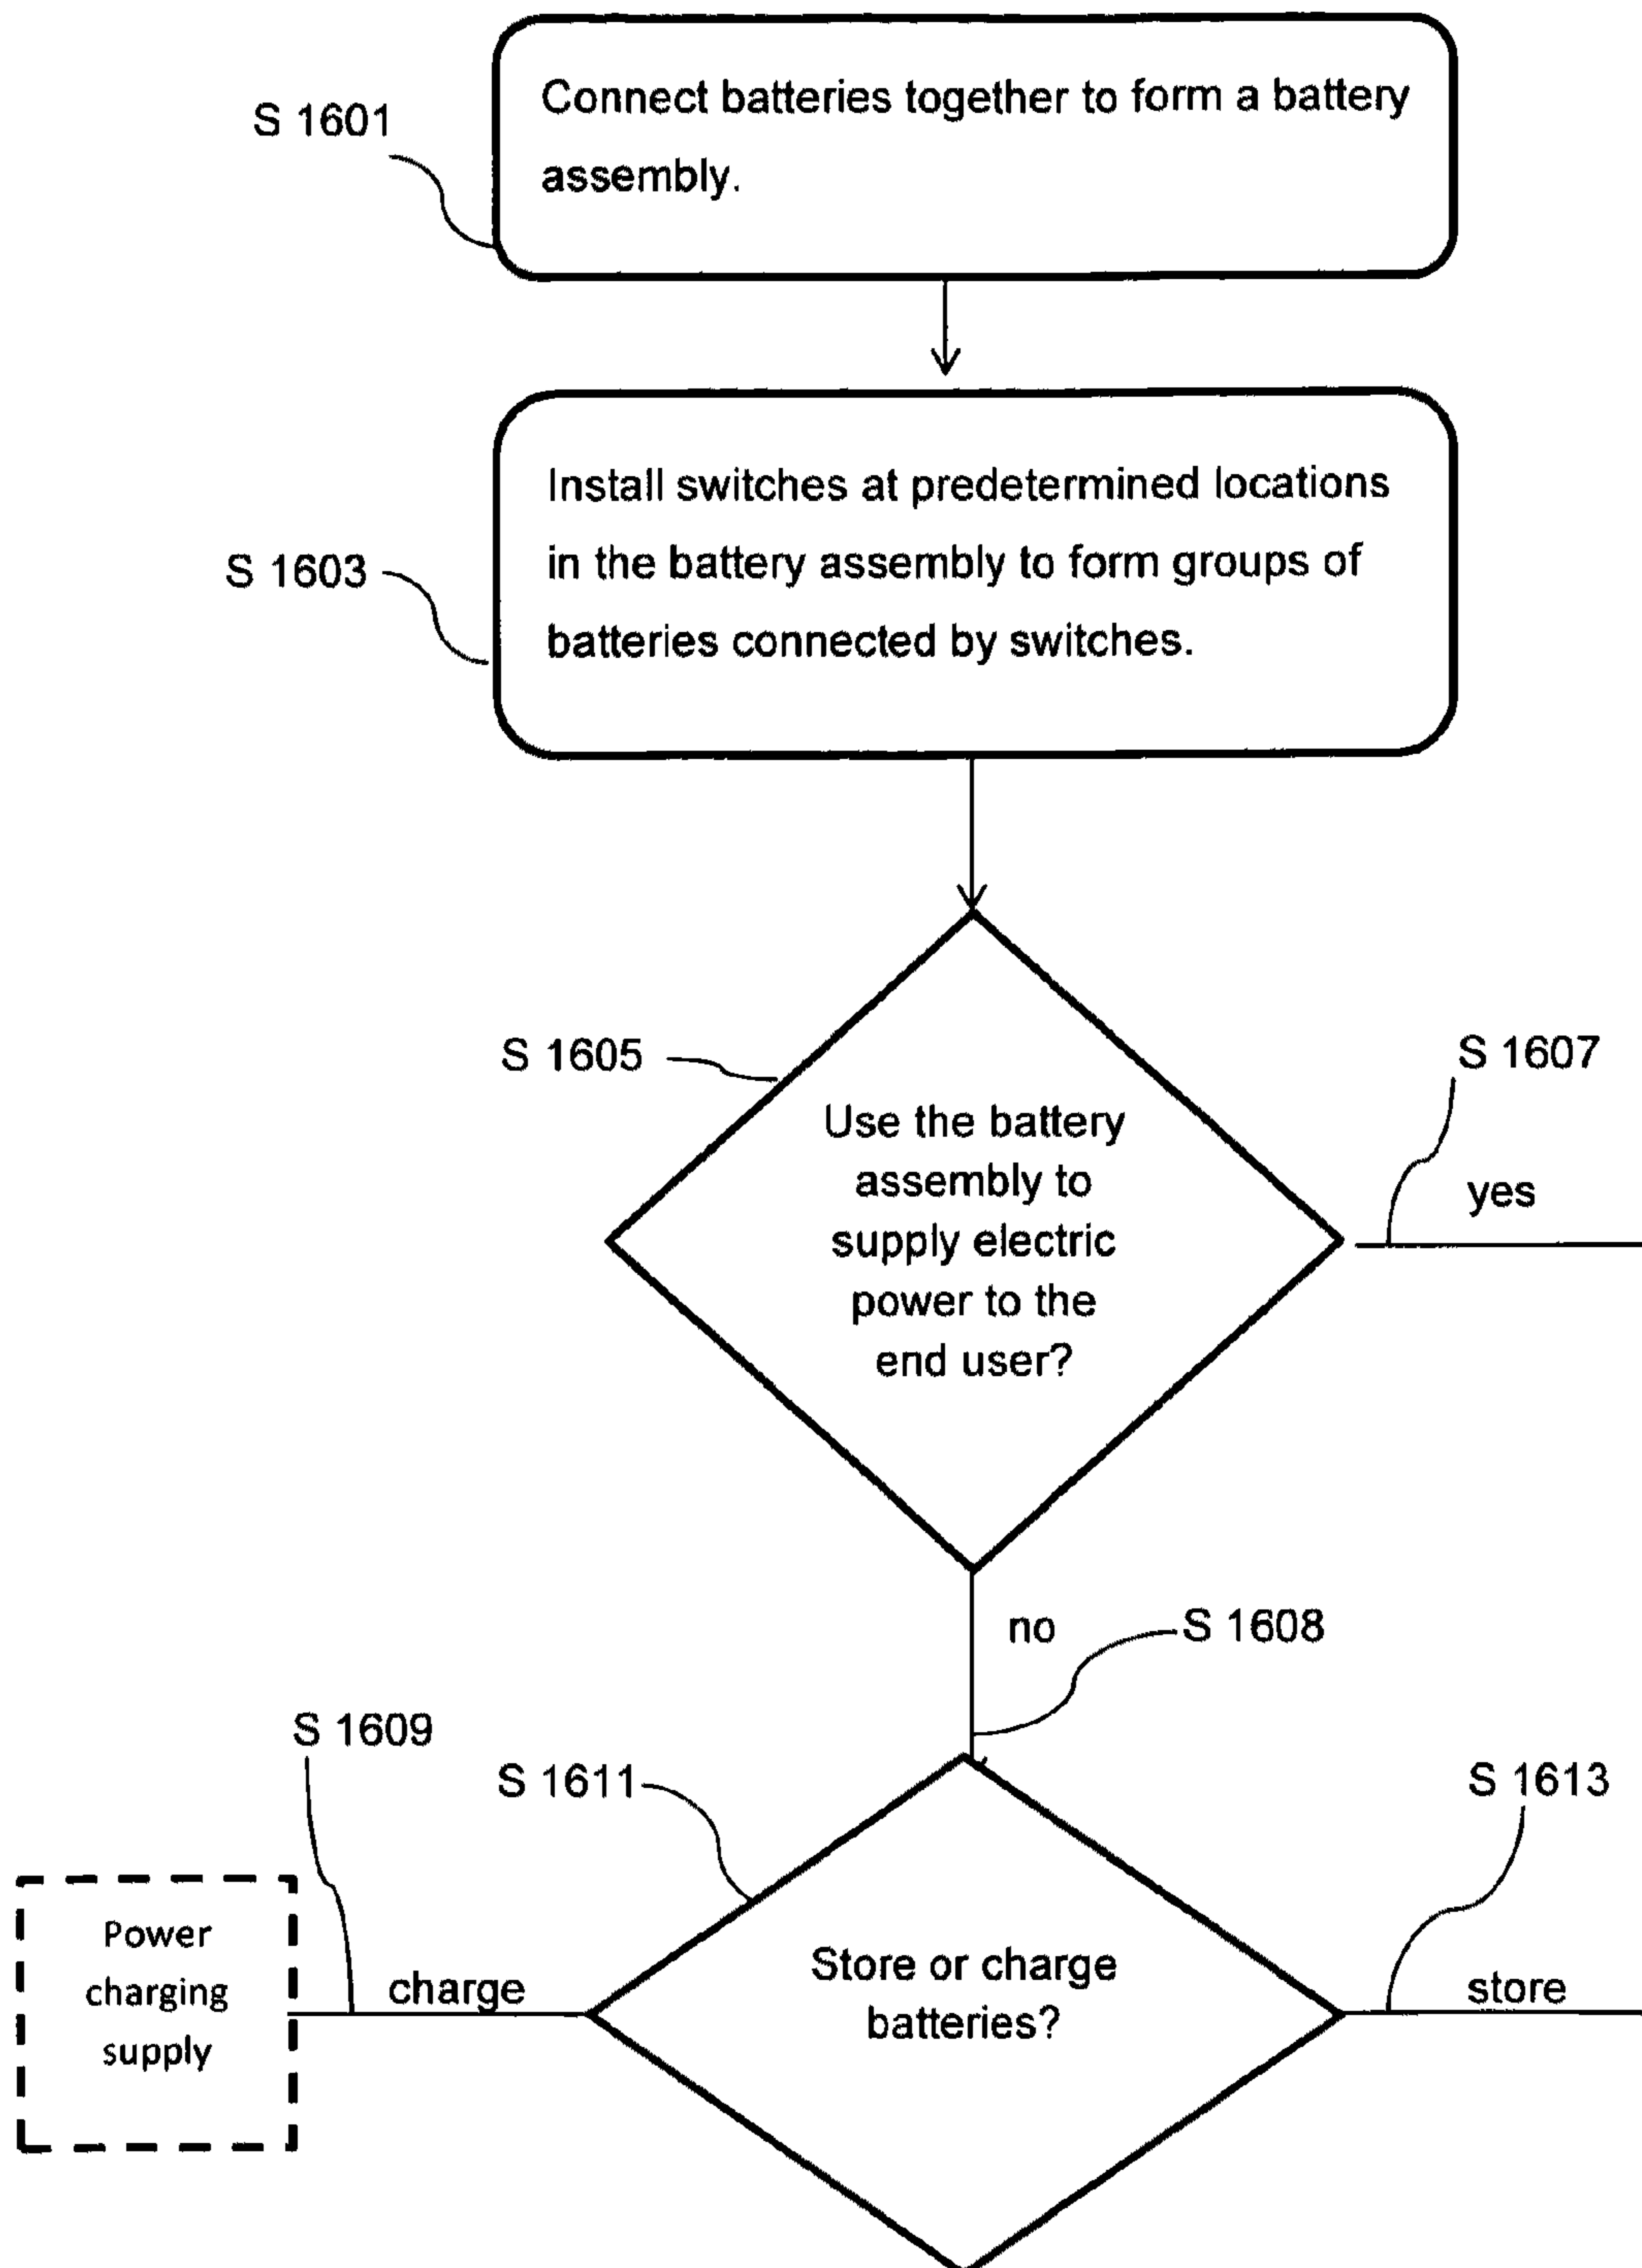 S 1601
Connect batteries together to form a battery
assembly.
S 1603
Install switches at predetermined locations
in the battery assembly to form groups of
batteries connected by switches.
S 1605
Use the battery
assembly to
supply electric
power to the
end user?
S 1607
yes
no
S 1608
S 1609
S 1611
S 1613
Power
charging
supply
charge
Store or charge
batteries?
store